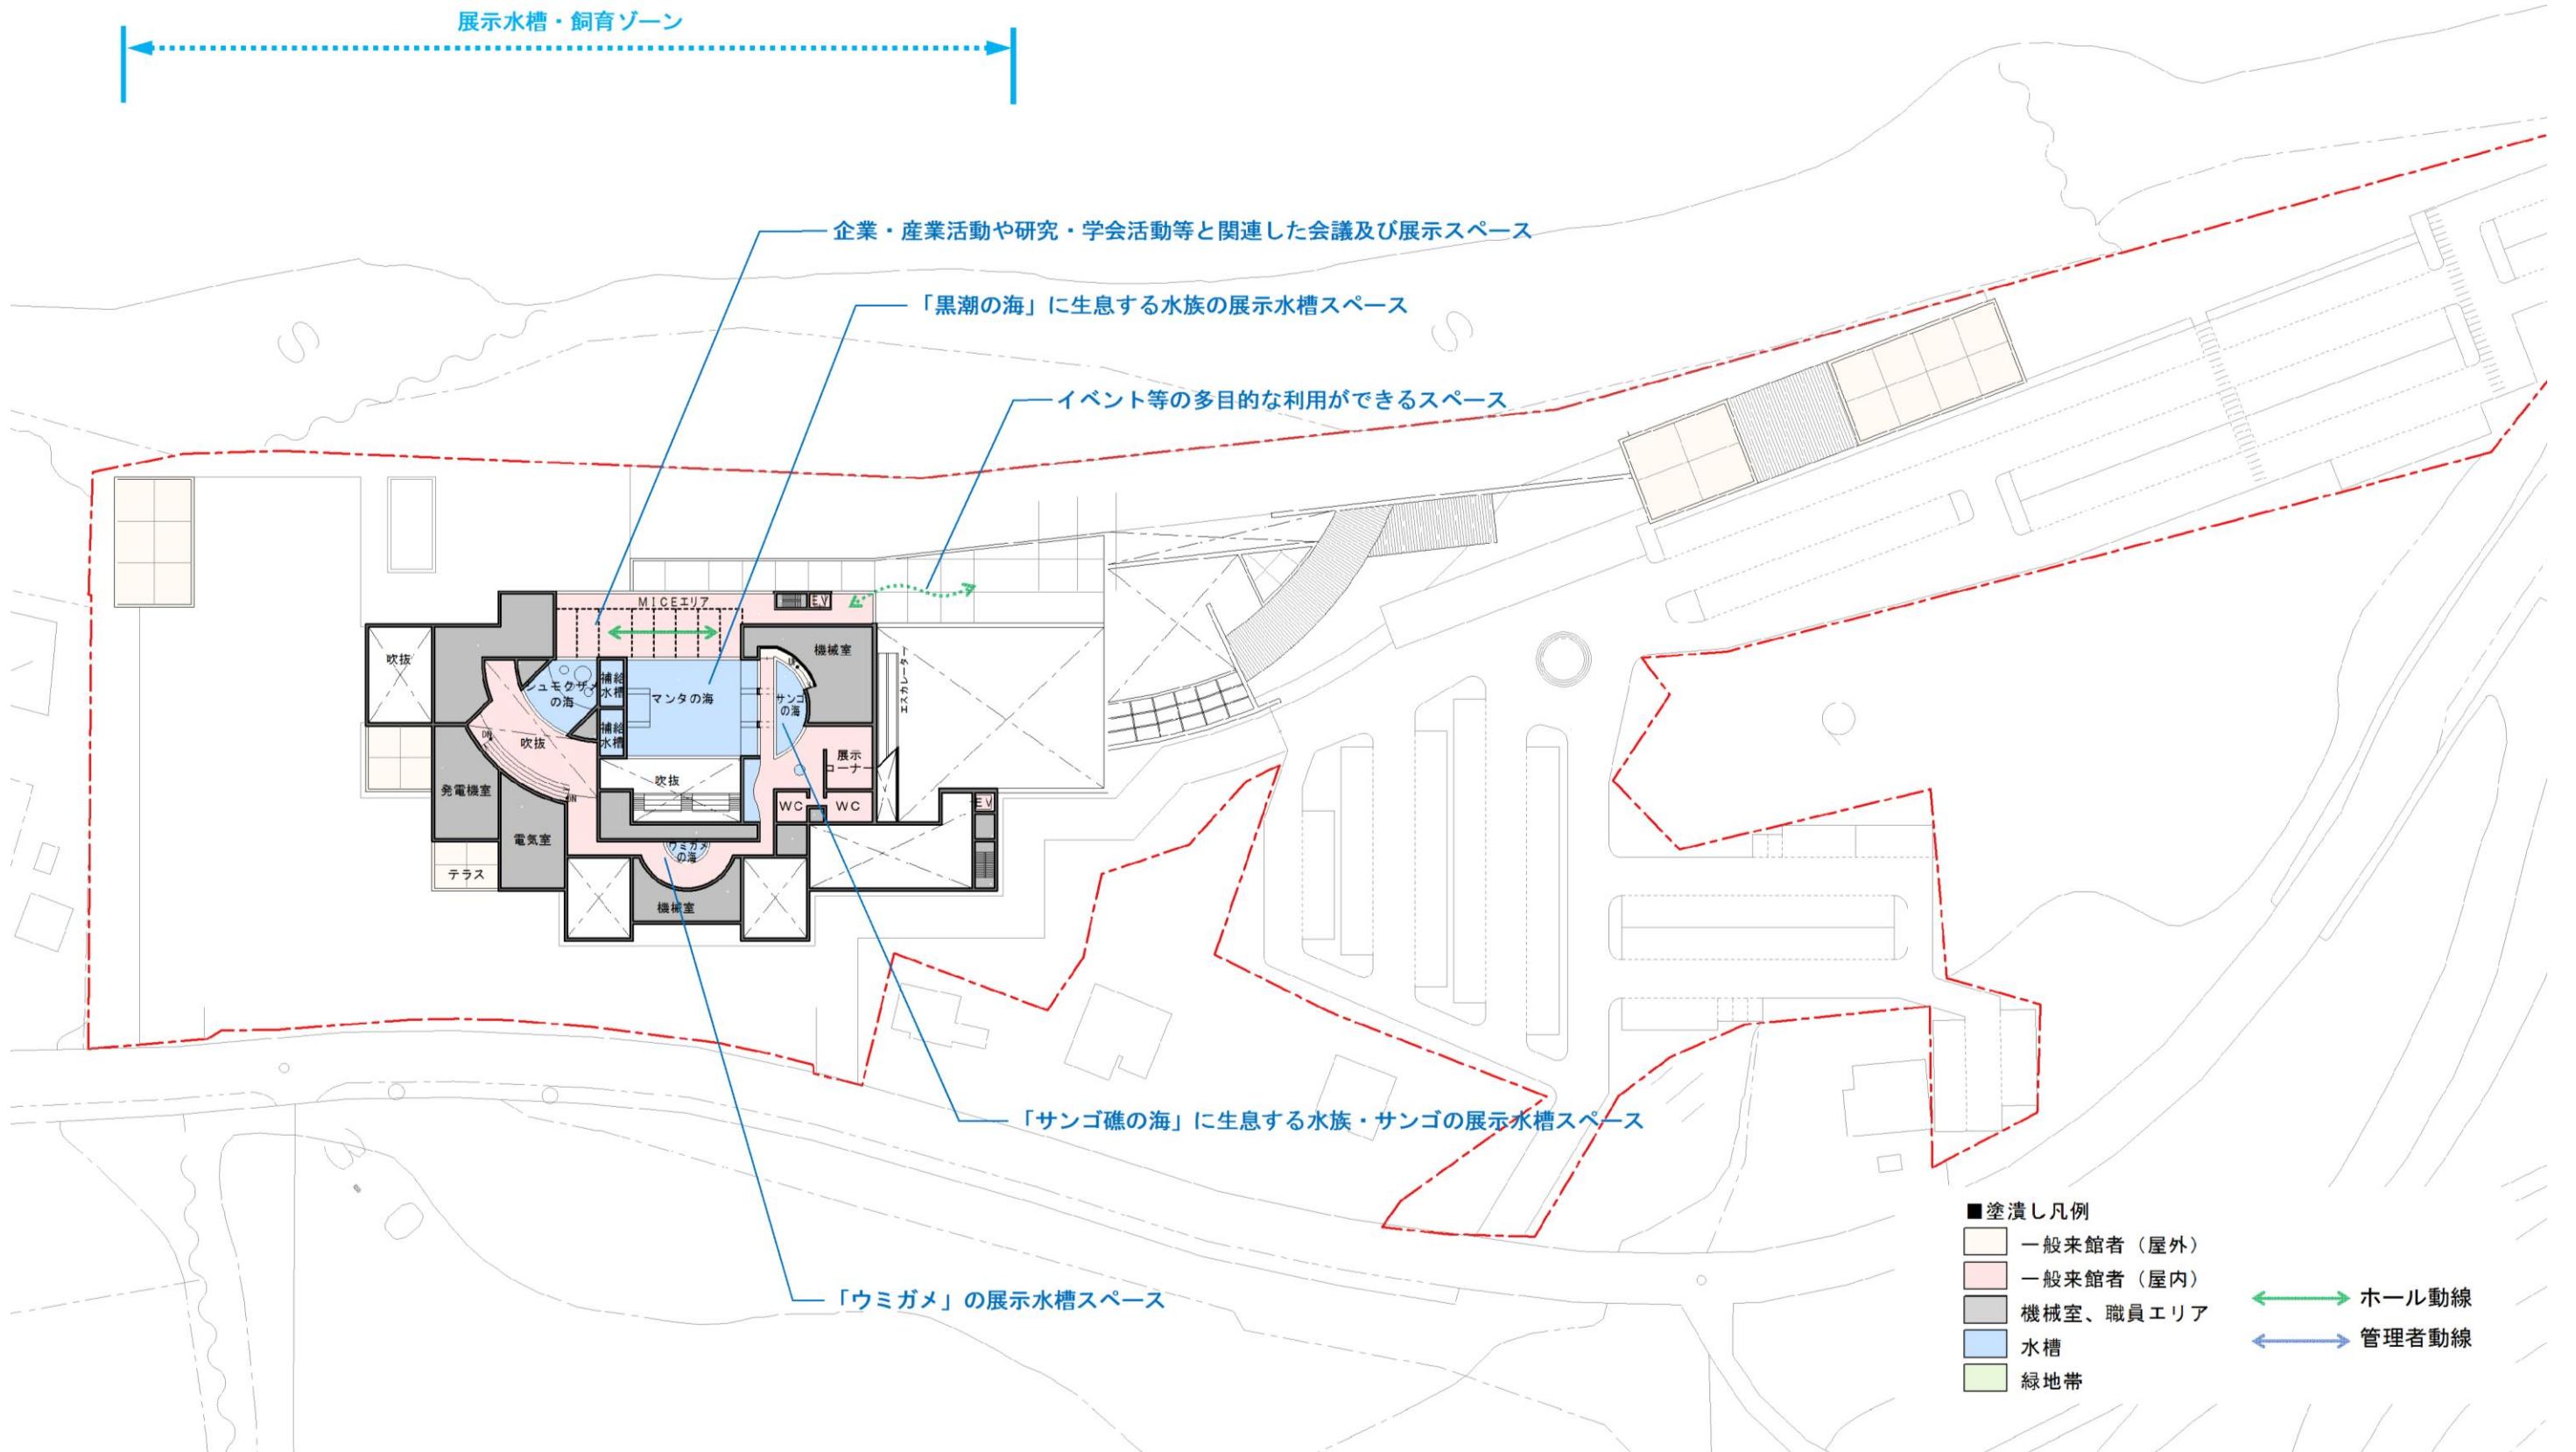 展示水槽・飼育ゾーン
企業・産業活動や研究・学会活動等と関連した会議及び展示スペース
「黒潮の海」に生息する水族の展示水槽スペース
イベント等の多目的な利用ができるスペース
MICEエリア
EV
吹抜
機械室
UP
シュモクザメ
の海
補給
水槽
マンタの海
サンゴ
の海
エスカレーター
補給
水槽
DN
吹抜
展示
コーナー
吹抜
発電機室
DN
WC
WC
EV
電気室
ウミガメ
の海
テラス
機械室
「サンゴ礁の海」に生息する水族・サンゴの展示水槽スペース
「ウミガメ」の展示水槽スペース
■塗潰し凡例
一般来館者（屋外）
一般来館者（屋内）
機械室、職員エリア
水槽
緑地帯
ホール動線
管理者動線